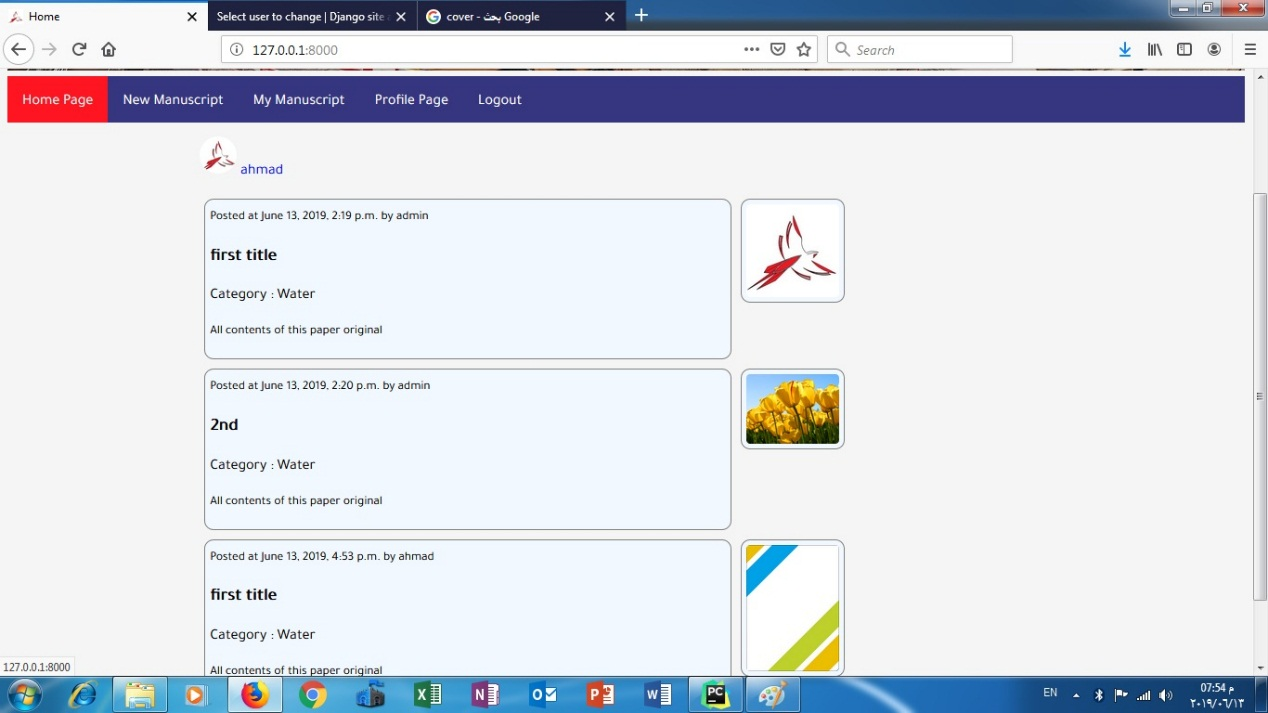 Home
Select user to change | Django site a
cover - بحث Google
127.0.0.1:8000
Search
Home Page
New Manuscript
My Manuscript
Profile Page
Logout
ahmad
Posted at June 13, 2019, 2:19 p.m. by admin
first title
Category : Water
All contents of this paper original
Posted at June 13, 2019, 2:20 p.m. by admin
2nd
Category : Water
All contents of this paper original
Posted at June 13, 2019, 4:53 p.m. by ahmad
first title
Category : Water
All contents of this paper original
127.0.0.1:8000
EN
07:54 م
٢٠١٩/٠٦/١٣